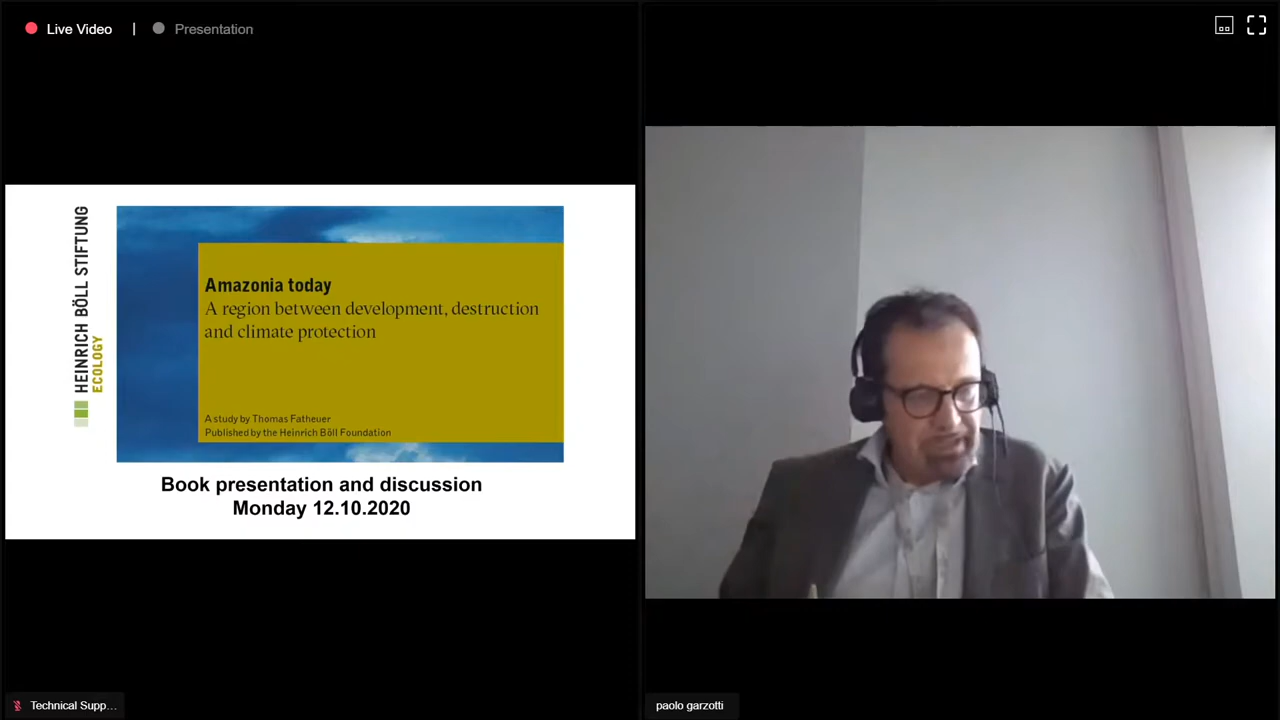 Live Video
Presentation
HEINRICH BÖLL STIFTUNG
ECOLOGY
Amazonia today
A region between development, destruction
and climate protection
A study by Thomas Fatheuer
Published by the Heinrich Böll Foundation
Book presentation and discussion
Monday 12.10.2020
Technical Supp...
paolo garzotti